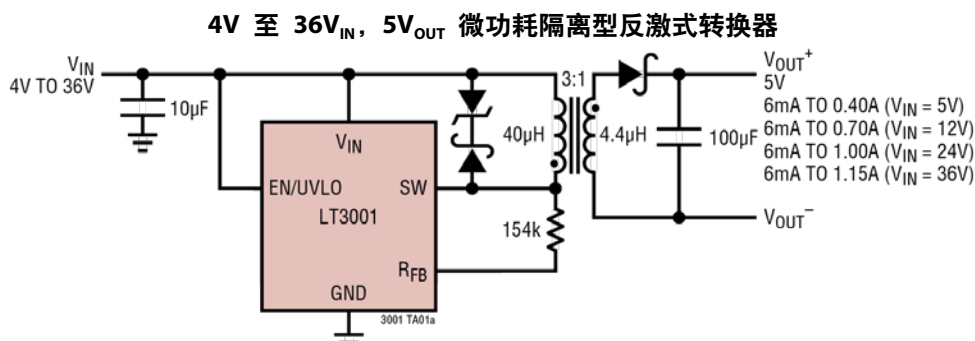 4V 至 36VIN，5VOUT 微功耗隔离型反激式转换器
VIN
4V TO 36V
10µF
VIN
EN/UVLO
SW
LT3001
RFB
GND
3001 TA01a
40µH
3:1
4.4µH
154k
100µF
VOUT+
5V
6mA TO 0.40A (VIN = 5V)
6mA TO 0.70A (VIN = 12V)
6mA TO 1.00A (VIN = 24V)
6mA TO 1.15A (VIN = 36V)
VOUT−